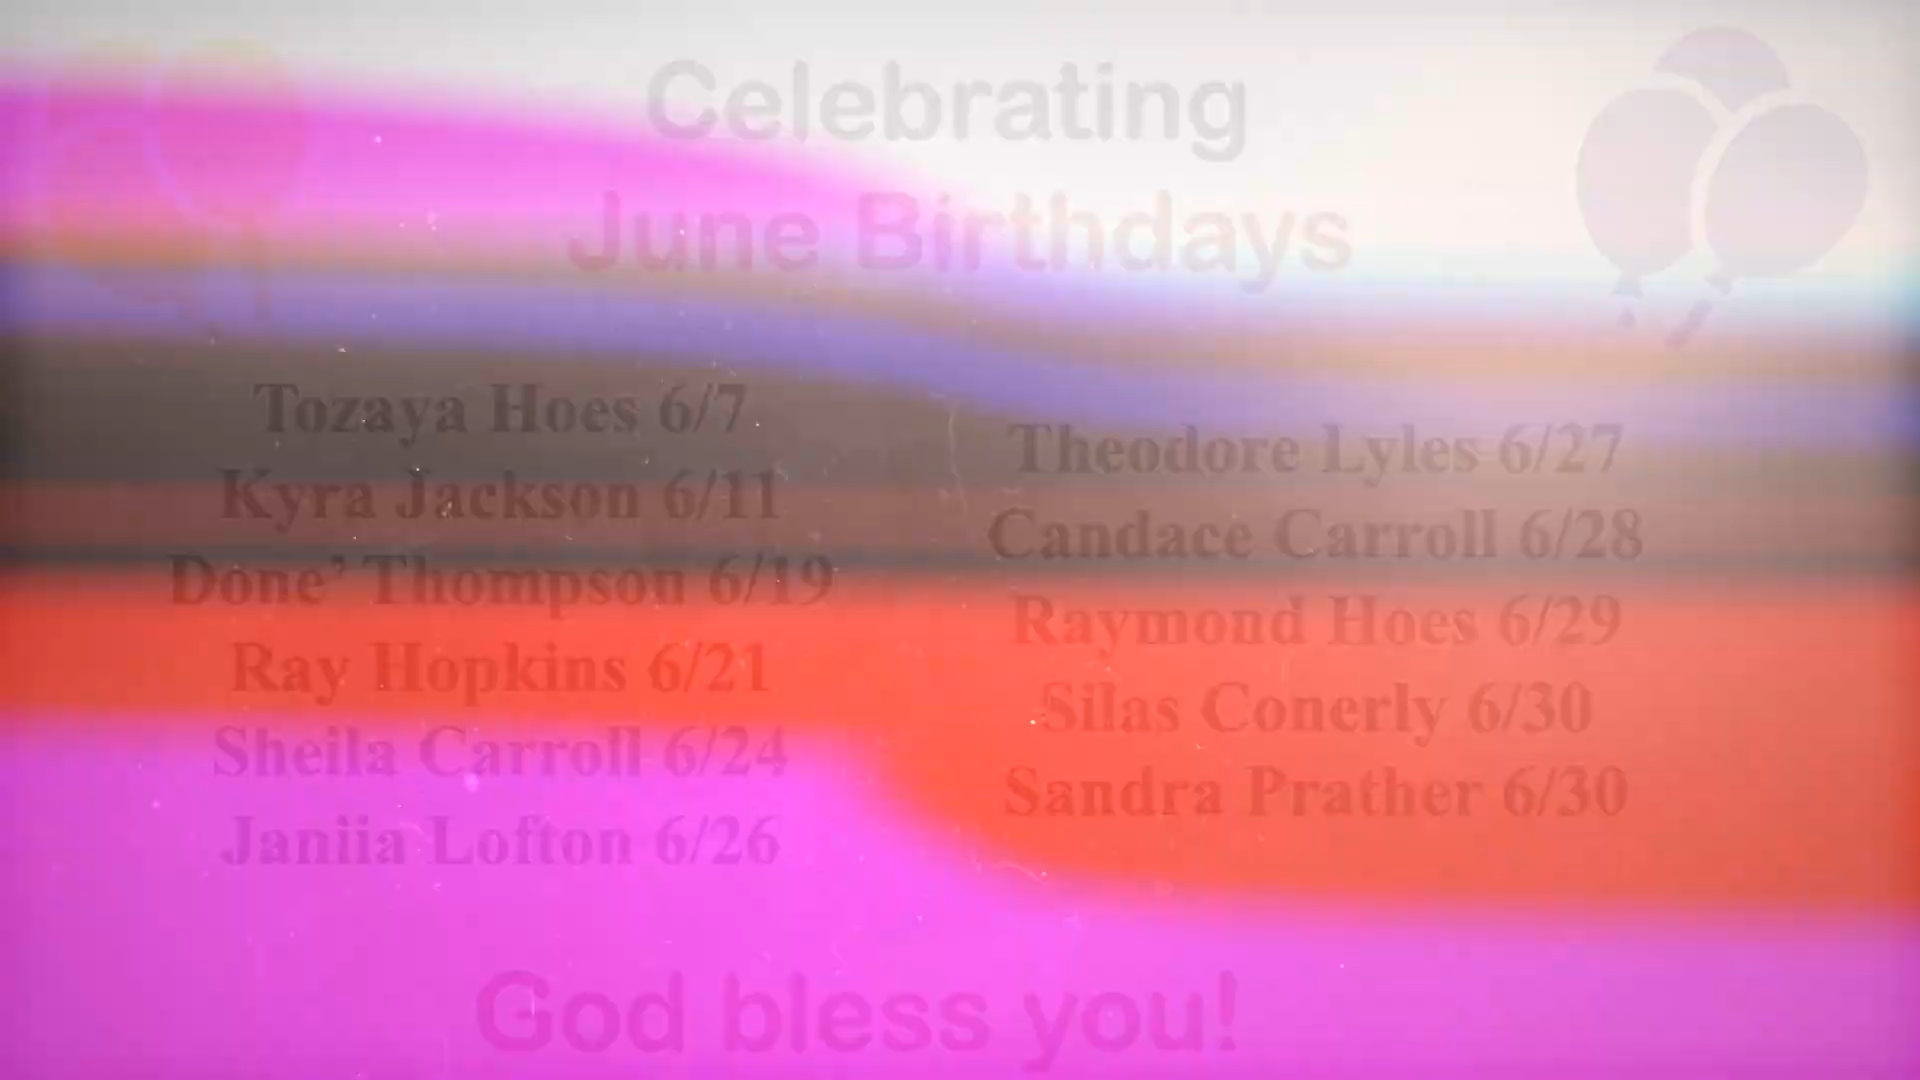 Celebrating
June Birthdays
Tozaya Hoes 6/7
Kyra Jackson 6/11
Done’ Thompson 6/19
Ray Hopkins 6/21
Sheila Carroll 6/24
Janiia Lofton 6/26
Theodore Lyles 6/27
Candace Carroll 6/28
Raymond Hoes 6/29
Silas Conerly 6/30
Sandra Prather 6/30
God bless you!